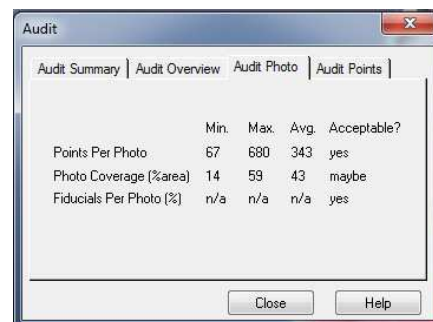 Audit
Audit Summary Audit Overview Audit Photo Audit Points
Min. Max. Avg. Acceptable?
Points Per Photo 67 680 343 yes
Photo Coverage (%area) 14 59 43 maybe
Fiducials Per Photo (%) n/a n/a n/a yes
Close Help